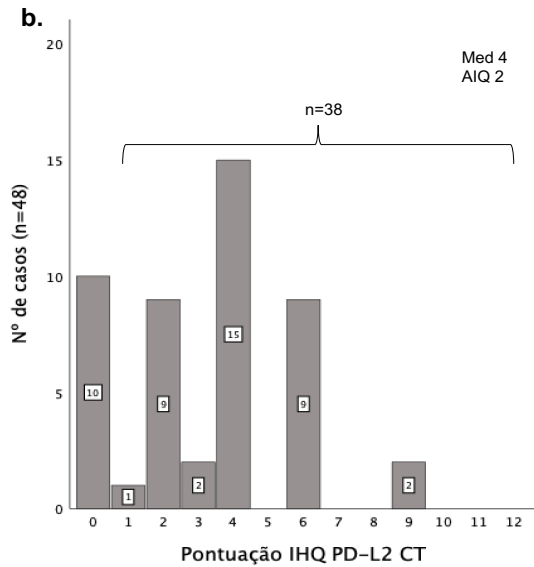 b.
20
Med 4
AIQ 2
n=38
15
10
5
0
Nº de casos (n=48)
10
1
9
2
15
9
2
0 1 2 3 4 5 6 7 8 9 10 11 12
Pontuação IHQ PD-L2 CT